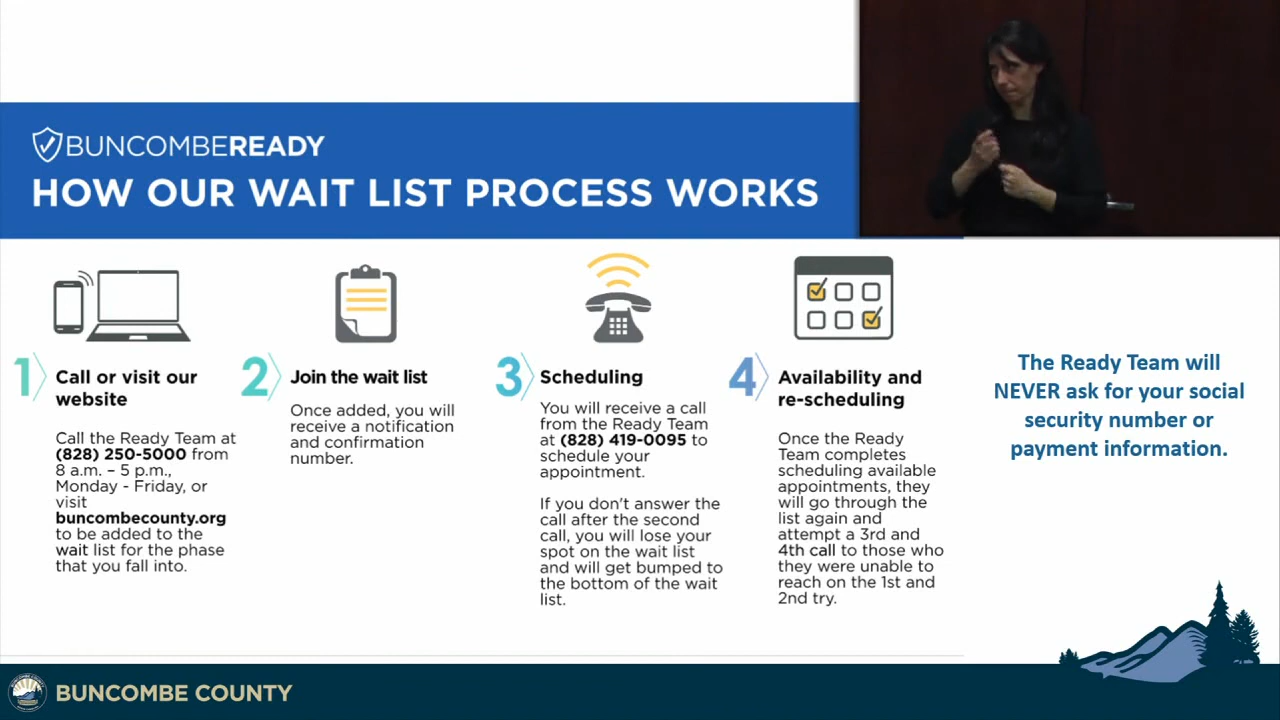 BUNCOMBEREADY
HOW OUR WAIT LIST PROCESS WORKS
1
Call or visit our
website
Call the Ready Team at
(828) 250-5000 from
8 a.m. – 5 p.m.,
Monday - Friday, or
visit
buncombecounty.org
to be added to the
wait list for the phase
that you fall into.
2
Join the wait list
Once added, you will
receive a notification
and confirmation
number.
3
Scheduling
You will receive a call
from the Ready Team
at (828) 419-0095 to
schedule your
appointment.
If you don't answer the
call after the second
call, you will lose your
spot on the wait list
and will get bumped to
the bottom of the wait
list.
4
Availability and
re-scheduling
Once the Ready
Team completes
scheduling available
appointments, they
will go through the
list again and
attempt a 3rd and
4th call to those who
they were unable to
reach on the 1st and
2nd try.
The Ready Team will
NEVER ask for your social
security number or
payment information.
BUNCOMBE COUNTY